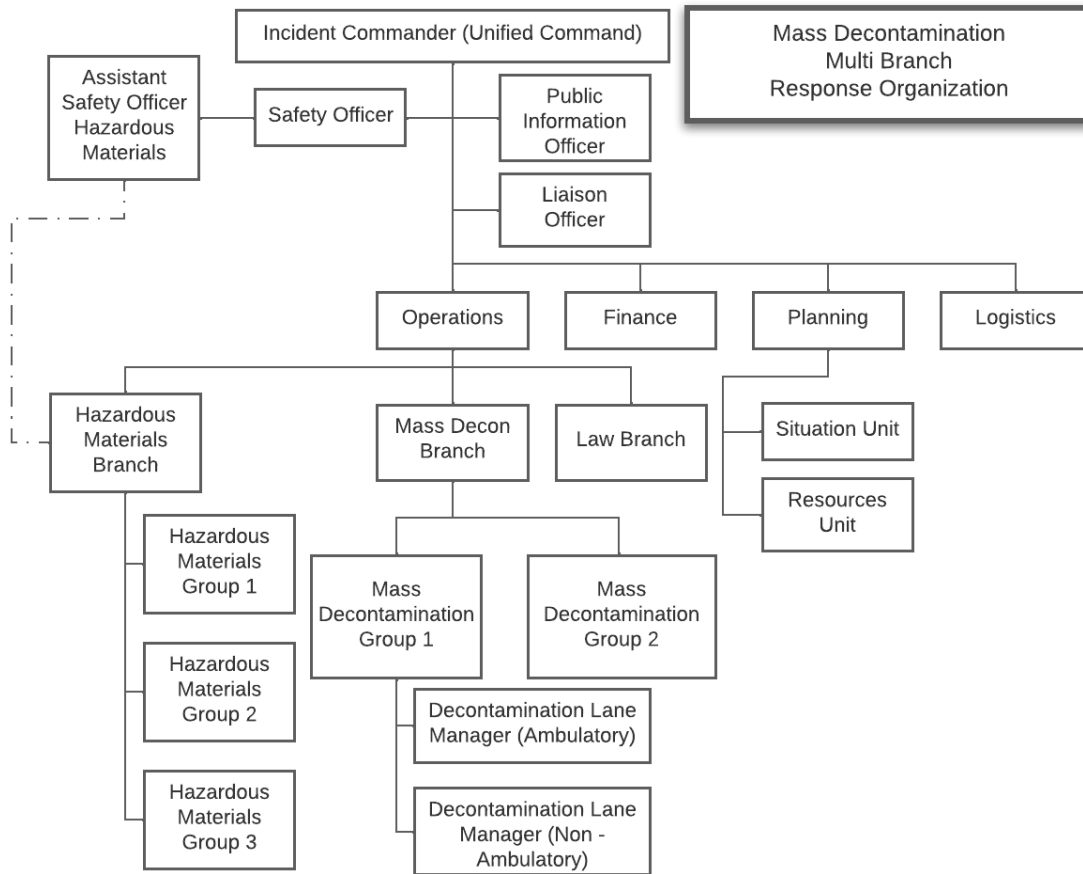 Incident Commander (Unified Command)
Mass Decontamination
Multi Branch
Response Organization
Assistant
Safety Officer
Hazardous
Materials
Safety Officer
Public
Information
Officer
Liaison
Officer
Operations
Finance
Planning
Logistics
Hazardous
Materials
Branch
Mass Decon
Branch
Law Branch
Situation Unit
Resources
Unit
Hazardous
Materials
Group 1
Hazardous
Materials
Group 2
Hazardous
Materials
Group 3
Mass
Decontamination
Group 1
Mass
Decontamination
Group 2
Decontamination Lane
Manager (Ambulatory)
Decontamination Lane
Manager (Non -
Ambulatory)